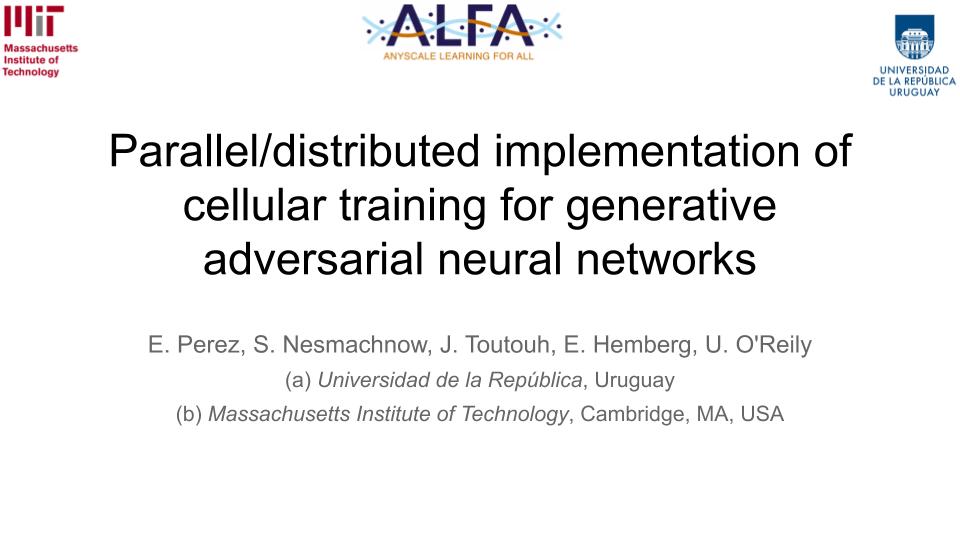 MIT
Massachusetts
Institute of
Technology
ALFA
ANYSCALE LEARNING FOR ALL
UNIVERSIDAD
DE LA REPÚBLICA
URUGUAY
Parallel/distributed implementation of
cellular training for generative
adversarial neural networks
E. Perez, S. Nesmachnow, J. Toutouh, E. Hemberg, U. O'Reily
(a) Universidad de la República, Uruguay
(b) Massachusetts Institute of Technology, Cambridge, MA, USA